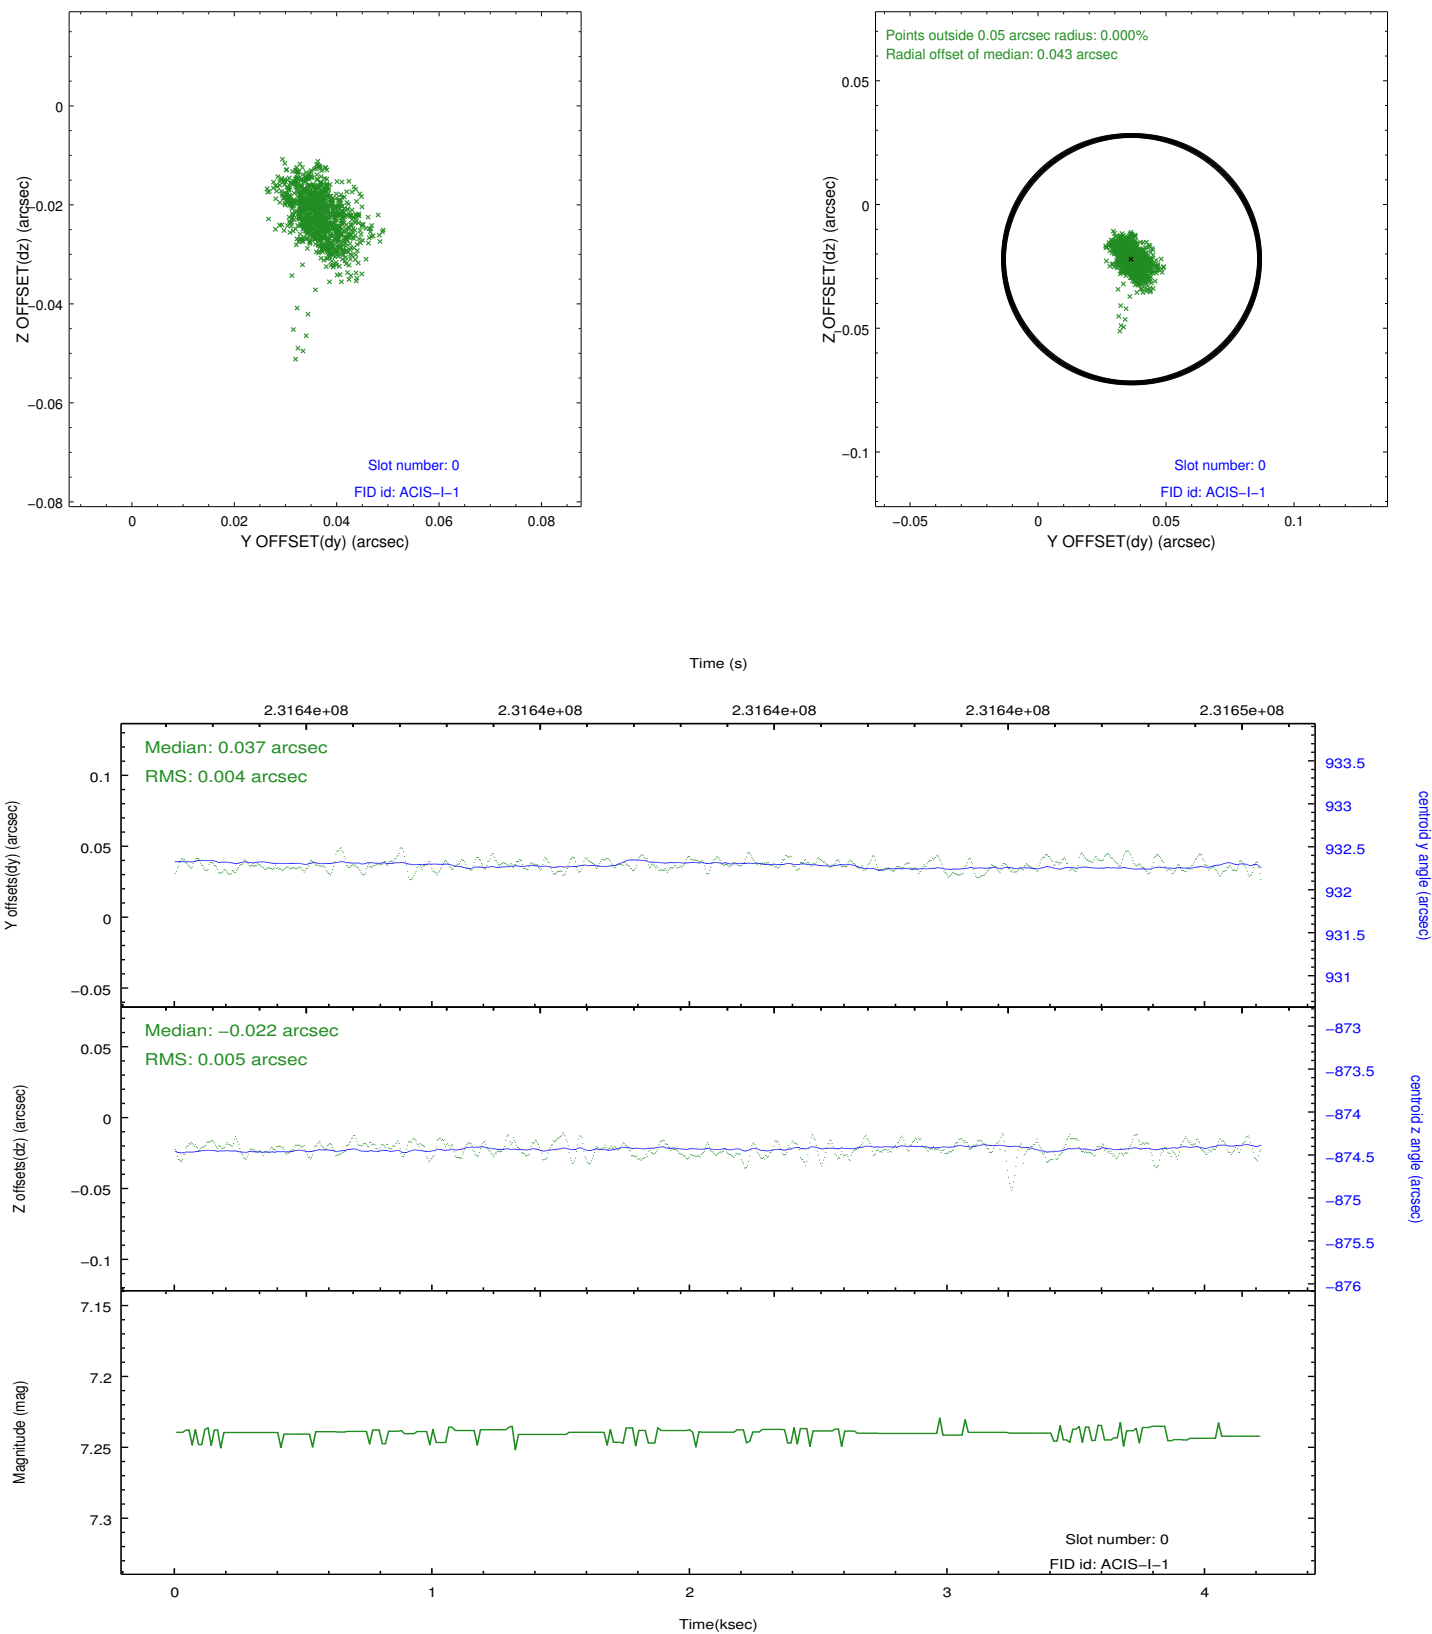 0
−0.02
−0.04
−0.06
−0.08
Z OFFSET(dz) (arcsec)
Slot number: 0
FID id: ACIS−I−1
0 0.02 0.04 0.06 0.08
Y OFFSET(dy) (arcsec)
Points outside 0.05 arcsec radius: 0.000%
Radial offset of median: 0.043 arcsec
0.05
0
−0.05
−0.1
Z OFFSET(dz) (arcsec)
Slot number: 0
FID id: ACIS−I−1
−0.05 0 0.05 0.1
Y OFFSET(dy) (arcsec)
Time (s)
2.3164e+08 2.3164e+08 2.3164e+08 2.3164e+08 2.3165e+08
Median: 0.037 arcsec
RMS: 0.004 arcsec
0.1
0.05
0
−0.05
Y offsets(dy) (arcsec)
933.5
933
932.5
932
931.5
931
centroid y angle (arcsec)
Median: −0.022 arcsec
RMS: 0.005 arcsec
0.05
0
−0.05
−0.1
Z offsets(dz) (arcsec)
−873
−873.5
−874
−874.5
−875
−875.5
−876
centroid z angle (arcsec)
7.15
7.2
7.25
7.3
Magnitude (mag)
Slot number: 0
FID id: ACIS−I−1
0 1 2 3 4
Time(ksec)